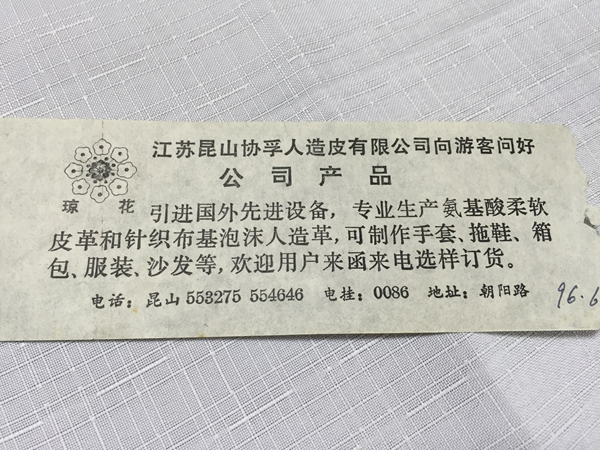 江苏昆山协孚人造皮有限公司向游客问好
公司产品
琼花
引进国外先进设备，专业生产氨基酸柔软
皮革和针织布基泡沫人造革，可制作手套、拖鞋、箱
包、服装、沙发等，欢迎用户来函来电选样订货。
电话：昆山 553275 554646 电挂：0086 地址：朝阳路
96.6